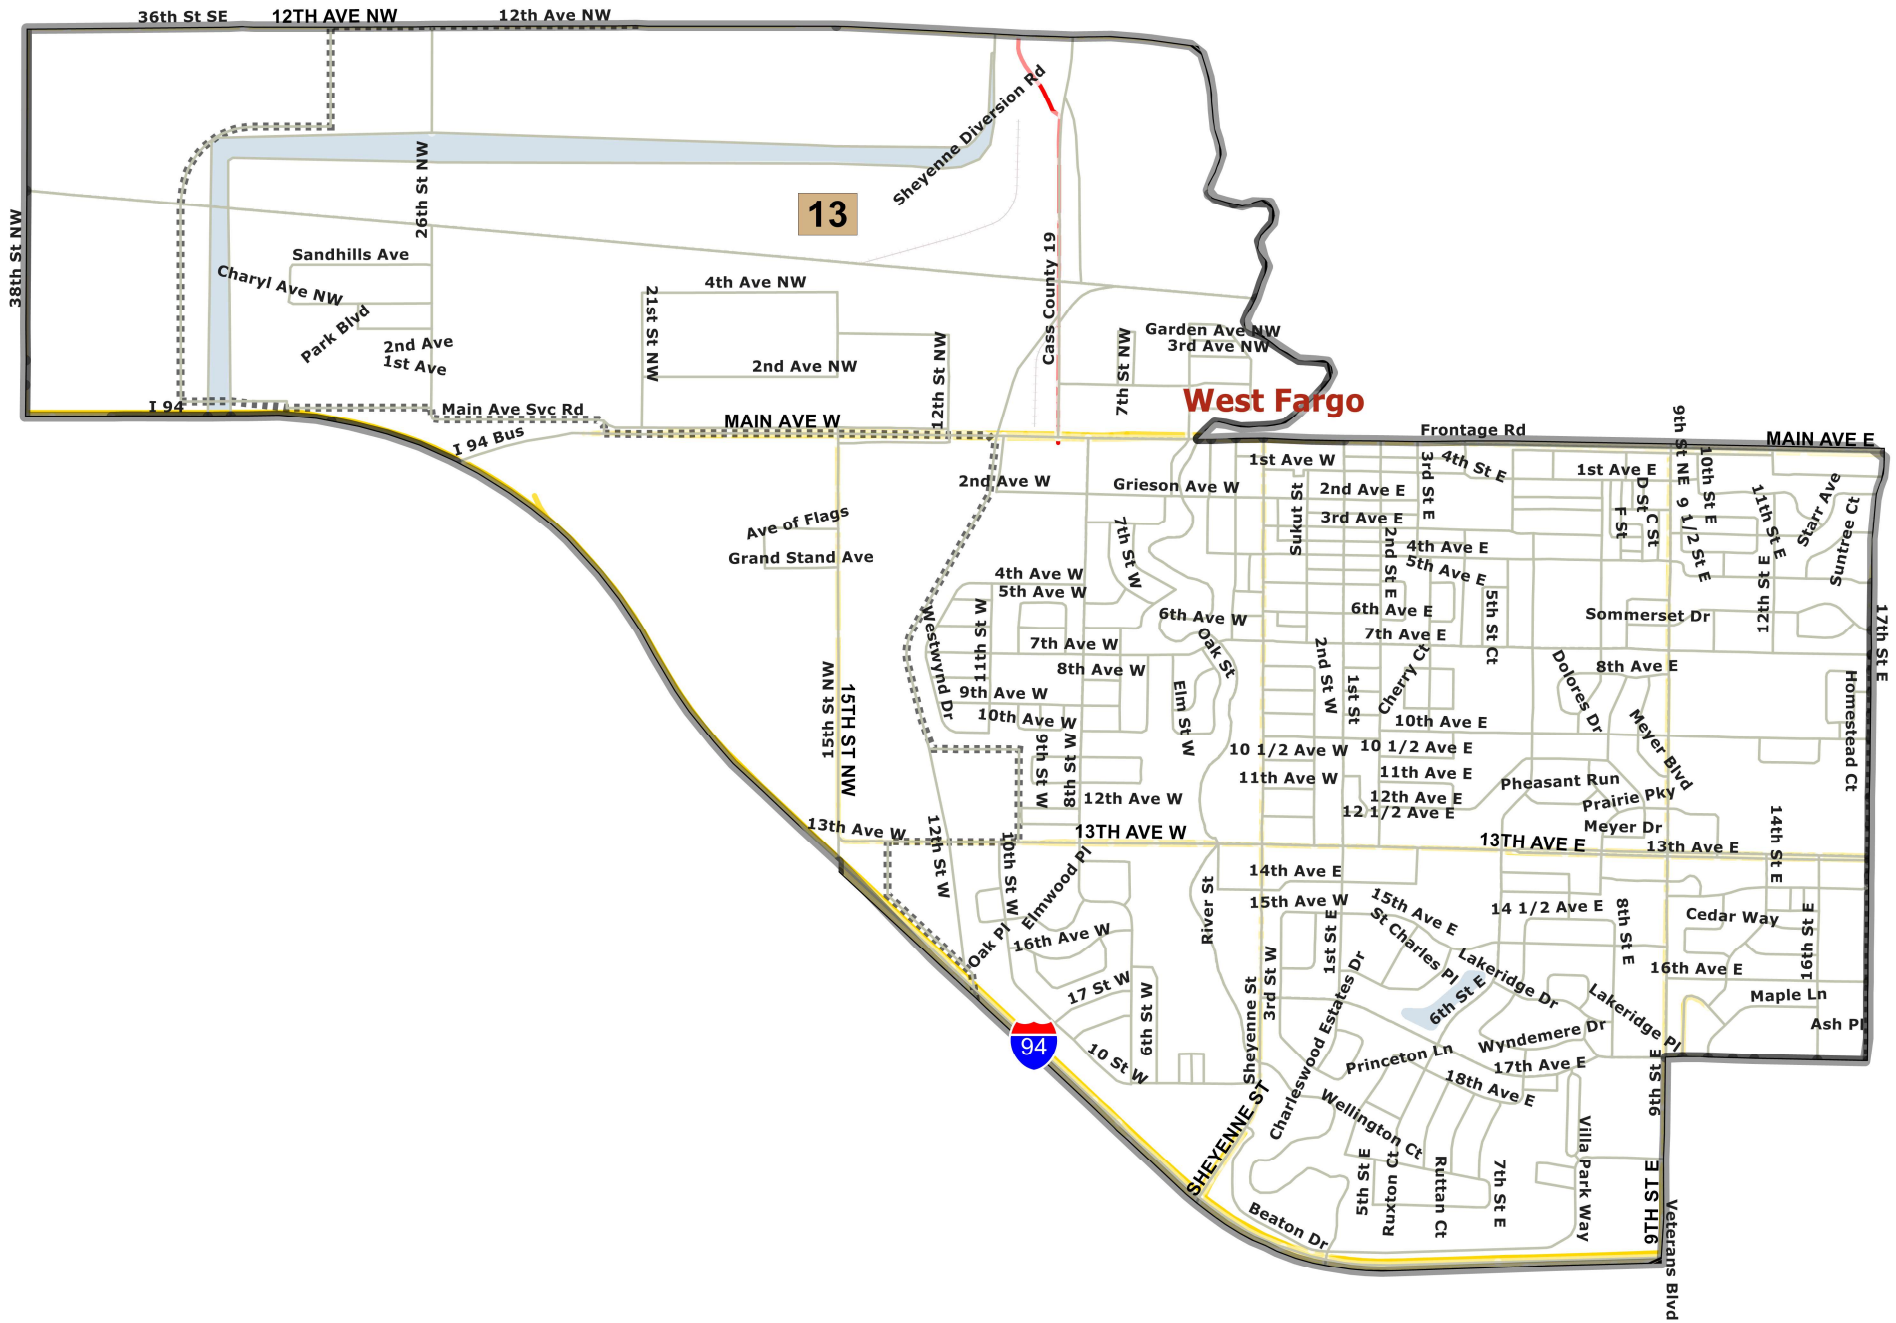 36th St SE
12TH AVE NW
12th Ave NW
Sheyenne Diversion Rd
26th St NW
13
38th St NW
Sandhills Ave
Charyl Ave NW
Park Blvd
2nd Ave
1st Ave
21st St NW
4th Ave NW
2nd Ave NW
12th St NW
Cass County 19
7th St NW
Garden Ave NW
3rd Ave NW
West Fargo
I 94
Main Ave Svc Rd
I 94 Bus
MAIN AVE W
Frontage Rd
MAIN AVE E
9th St NE
10th St E
1st Ave W
3rd St E
4th St E
1st Ave E
D St
C St
F St
9 1/2 St E
11th St E
Starr Ave
Suntree Ct
2nd Ave W
Grieson Ave W
Sukut St
2nd Ave E
3rd Ave E
2nd St E
4th Ave E
5th Ave E
12th St E
Ave of Flags
Grand Stand Ave
7th St W
4th Ave W
5th Ave W
6th Ave W
6th Ave E
5th St Ct
Sommerset Dr
17th St E
Westwynd Dr
11th St W
7th Ave W
8th Ave W
Oak St
7th Ave E
2nd St W
1st St
Cherry Ct
Dolores Dr
8th Ave E
Homestead Ct
15th St NW
15TH ST NW
9th Ave W
10th Ave W
Elm St W
10th Ave E
Meyer Blvd
9th St W
8th St W
10 1/2 Ave W
10 1/2 Ave E
11th Ave W
11th Ave E
Pheasant Run
Prairie Pky
12th Ave W
12th Ave E
12 1/2 Ave E
Meyer Dr
13th Ave W
12th St W
10th St W
13TH AVE W
13TH AVE E
13th Ave E
14th St E
Elmwood Pl
14th Ave E
River St
15th Ave W
15th Ave E
14 1/2 Ave E
8th St E
Cedar Way
16th St E
Oak Pl
16th Ave W
St Charles Pl
1st St E
3rd St W
Lakeridge Dr
16th Ave E
17 St W
6th St W
6th St E
Lakeridge Pl
Maple Ln
Ash Pl
94
10 St W
Sheyenne St
Charleswood Estates Dr
Princeton Ln
Wyndemere Dr
17th Ave E
18th Ave E
9th St E
SHEYENNE ST
Wellington Ct
Villa Park Way
5th St E
Ruxton Ct
Ruttan Ct
7th St E
9TH ST E
Beaton Dr
Veterans Blvd